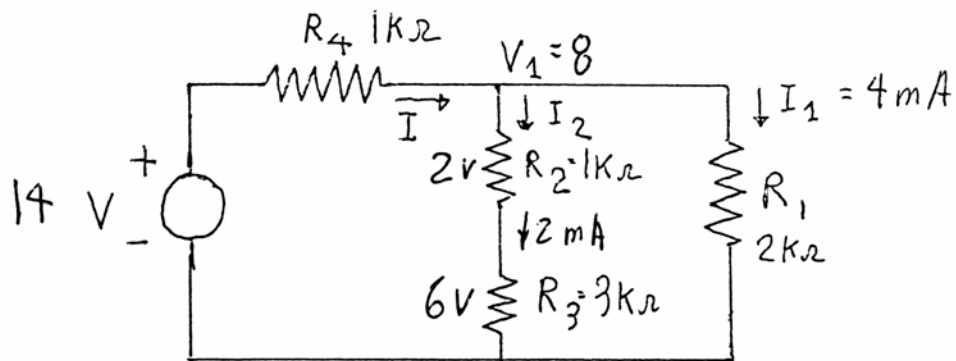 R₄ 1KΩ
V₁ = 8
I
I₂
I₁ = 4mA
+
14 V
-
2v
R₂=1KΩ
2mA
R₁
2KΩ
6v
R₃=3KΩ